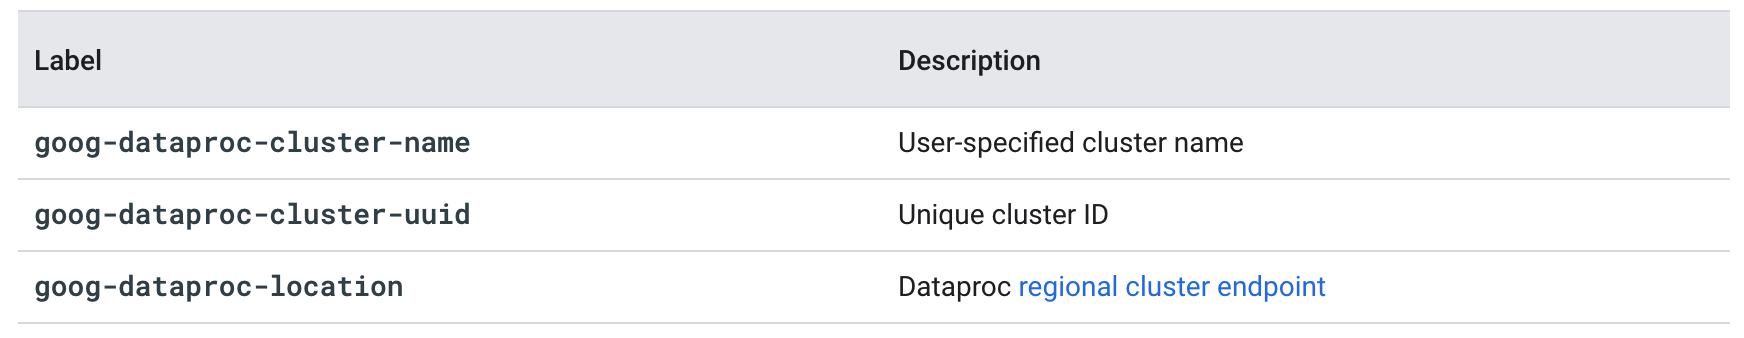 Label Description
goog-dataproc-cluster-name User-specified cluster name
goog-dataproc-cluster-uuid Unique cluster ID
goog-dataproc-location Dataproc regional cluster endpoint